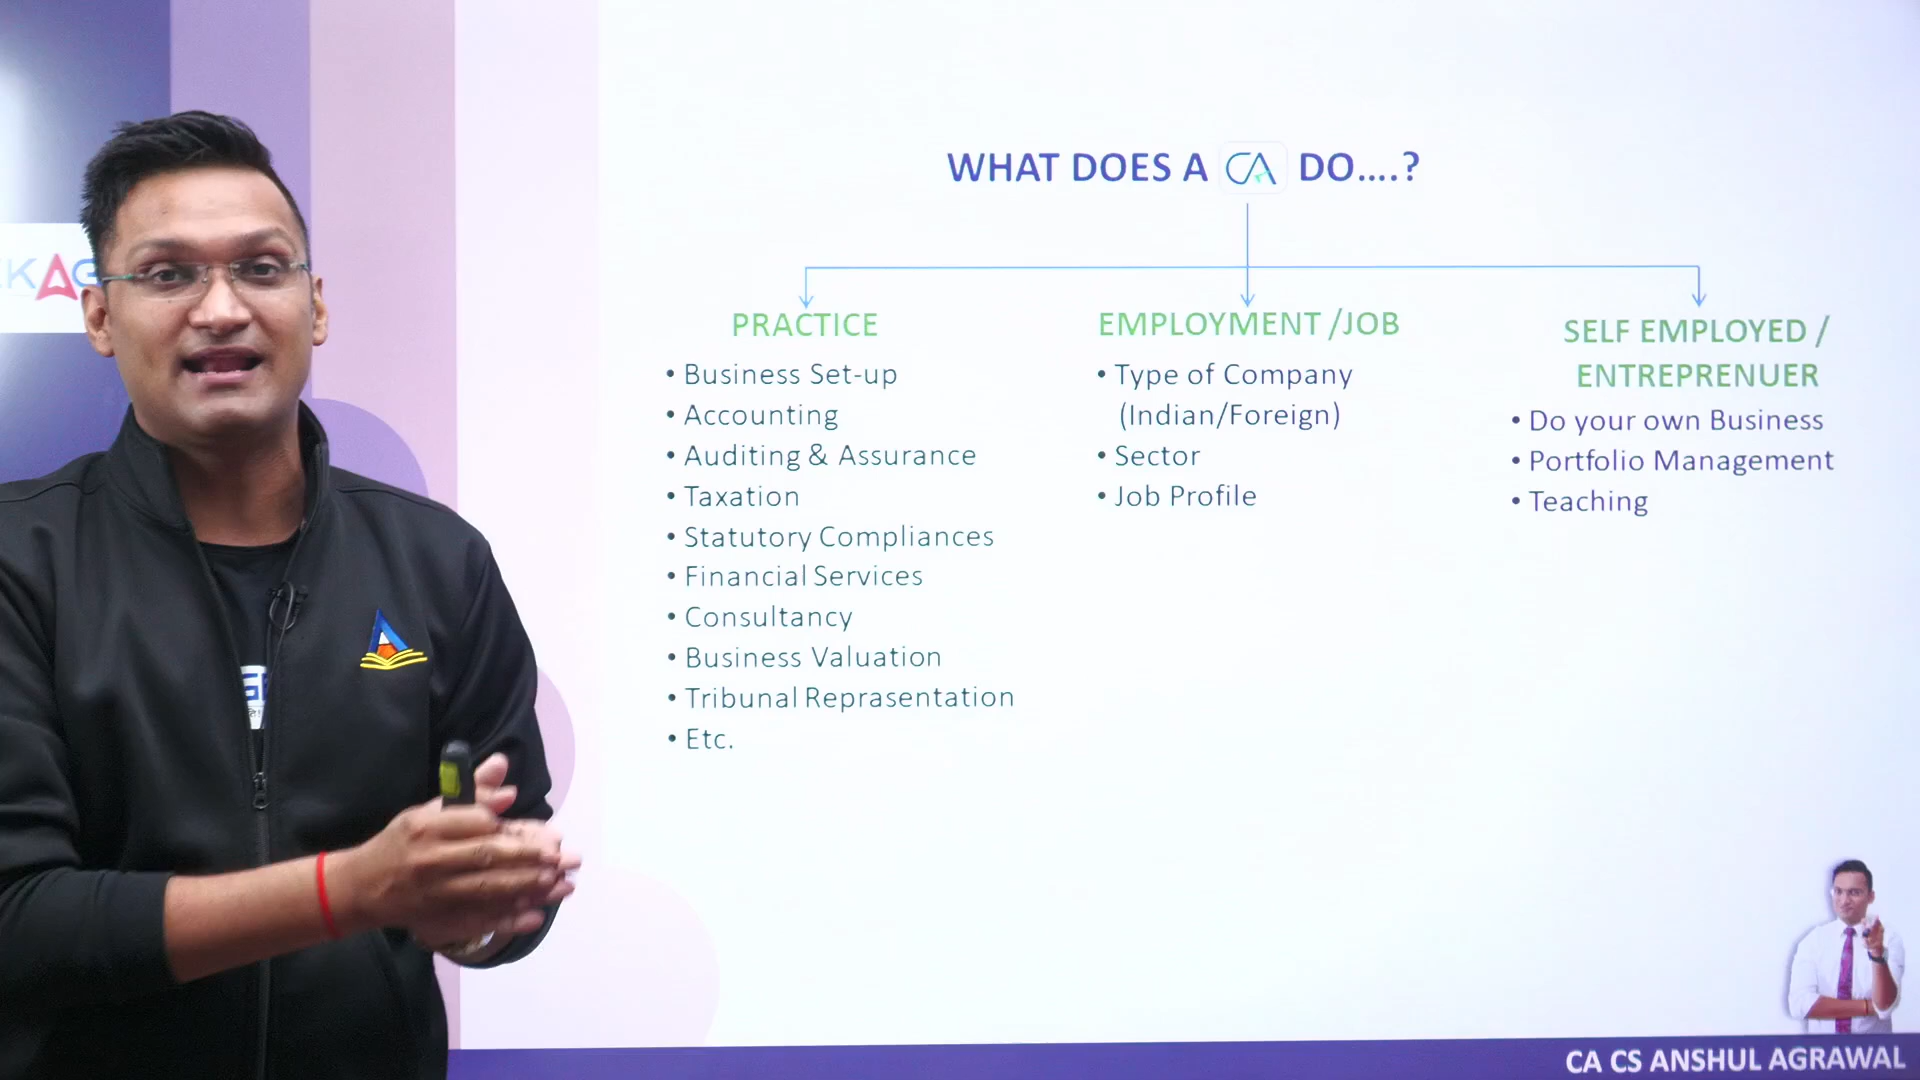 WHAT DOES A CA DO....?
PRACTICE
• Business Set-up
• Accounting
• Auditing & Assurance
• Taxation
• Statutory Compliances
• Financial Services
• Consultancy
• Business Valuation
• Tribunal Reprasentation
• Etc.
EMPLOYMENT /JOB
• Type of Company
(Indian/Foreign)
• Sector
• Job Profile
SELF EMPLOYED /
ENTREPRENUER
• Do your own Business
• Portfolio Management
• Teaching
CA CS ANSHUL AGRAWAL